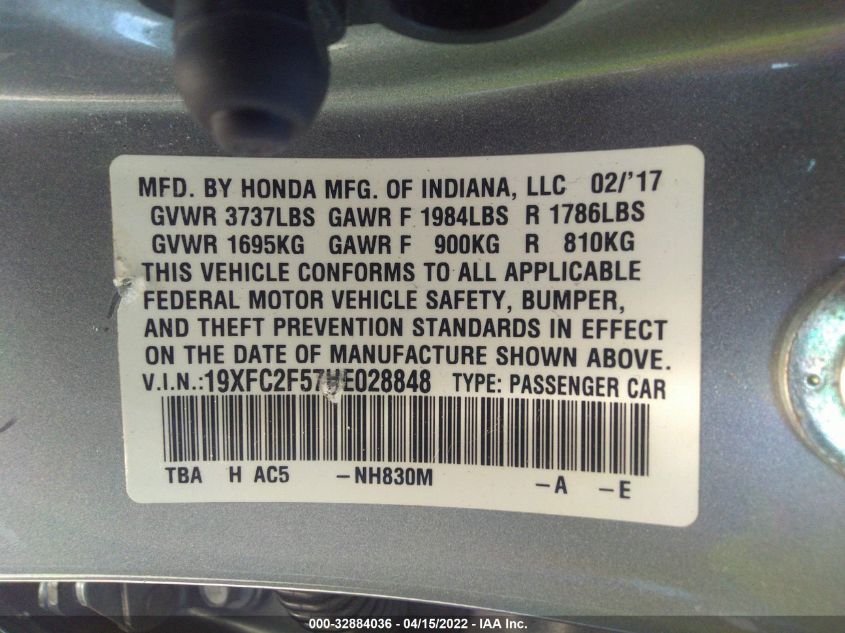 MFD. BY HONDA MFG. OF INDIANA, LLC 02/'17
GVWR 3737LBS GAWR F 1984LBS R 1786LBS
GVWR 1695KG GAWR F 900KG R 810KG
THIS VEHICLE CONFORMS TO ALL APPLICABLE
FEDERAL MOTOR VEHICLE SAFETY, BUMPER,
AND THEFT PREVENTION STANDARDS IN EFFECT
ON THE DATE OF MANUFACTURE SHOWN ABOVE.
V.I.N.:19XFC2F57HE028848 TYPE: PASSENGER CAR
TBA H AC5 -NH830M -A -E
000-32884036 - 04/15/2022 - IAA Inc.